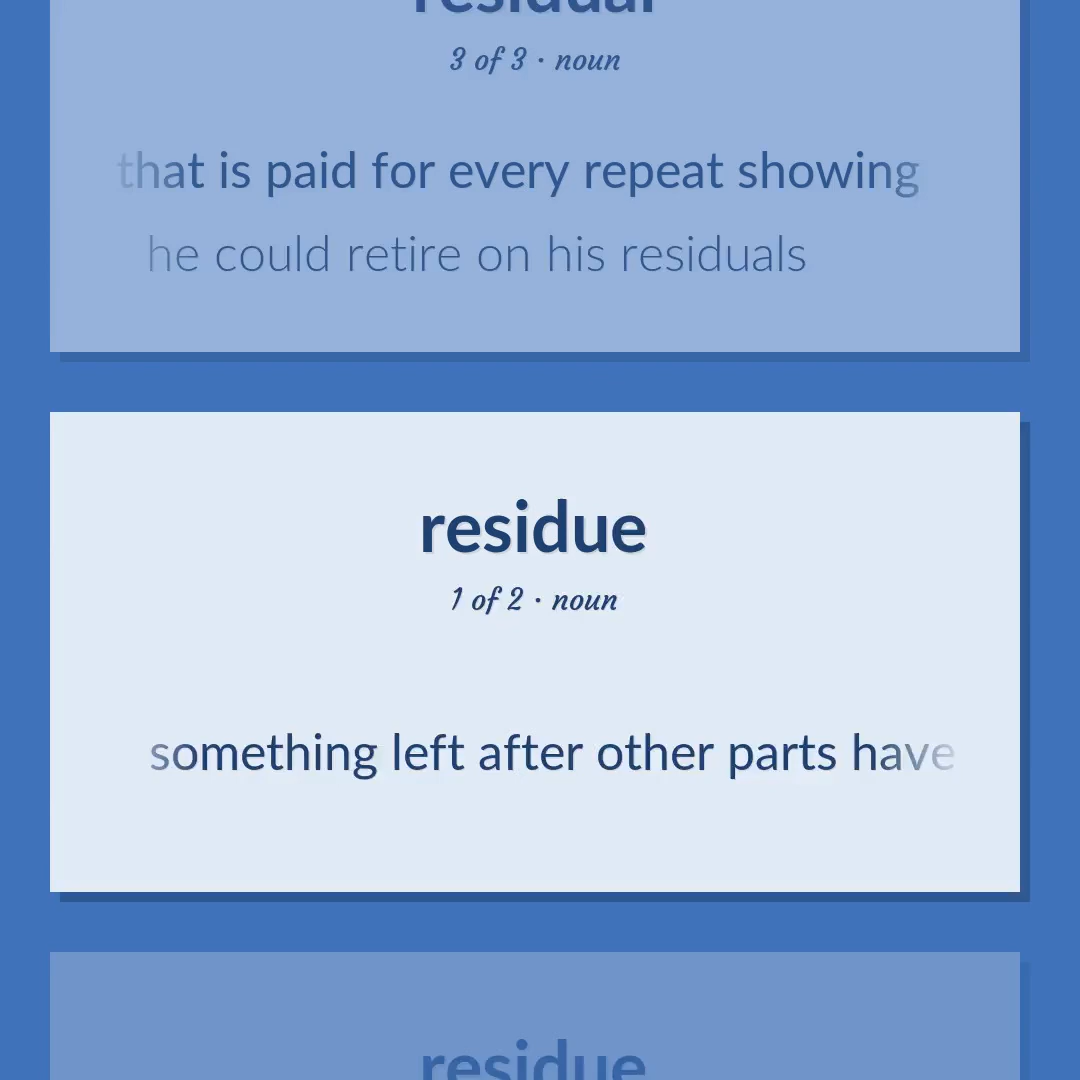 residual
3 of 3 · noun
that is paid for every repeat showing
he could retire on his residuals
residue
1 of 2 · noun
something left after other parts have
residue